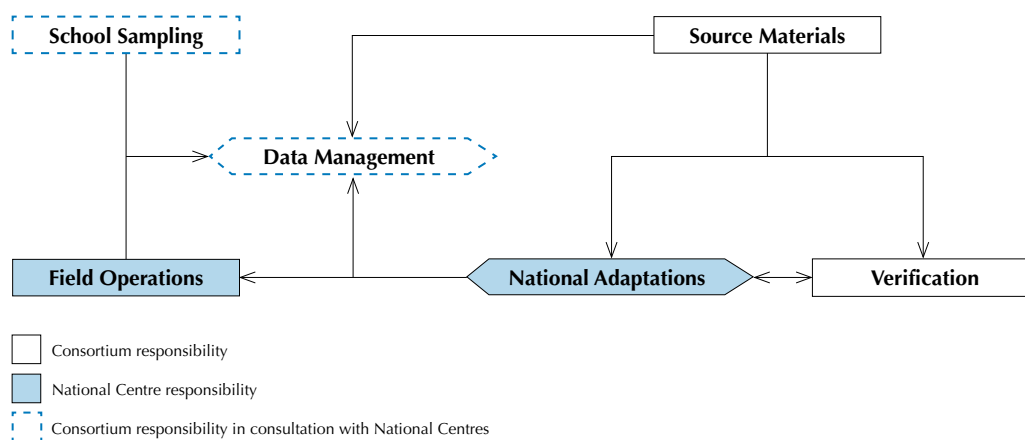 School Sampling
Source Materials
Data Management
Field Operations
National Adaptations
Verification
Consortium responsibility
National Centre responsibility
Consortium responsibility in consultation with National Centres